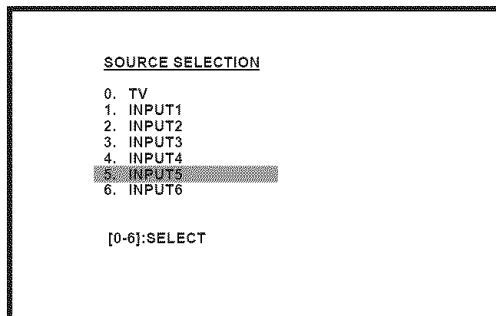 SOURCE SELECTION
0. TV
1. INPUT1
2. INPUT2
3. INPUT3
4. INPUT4
5. INPUT5
6. INPUT6
[0-6]:SELECT